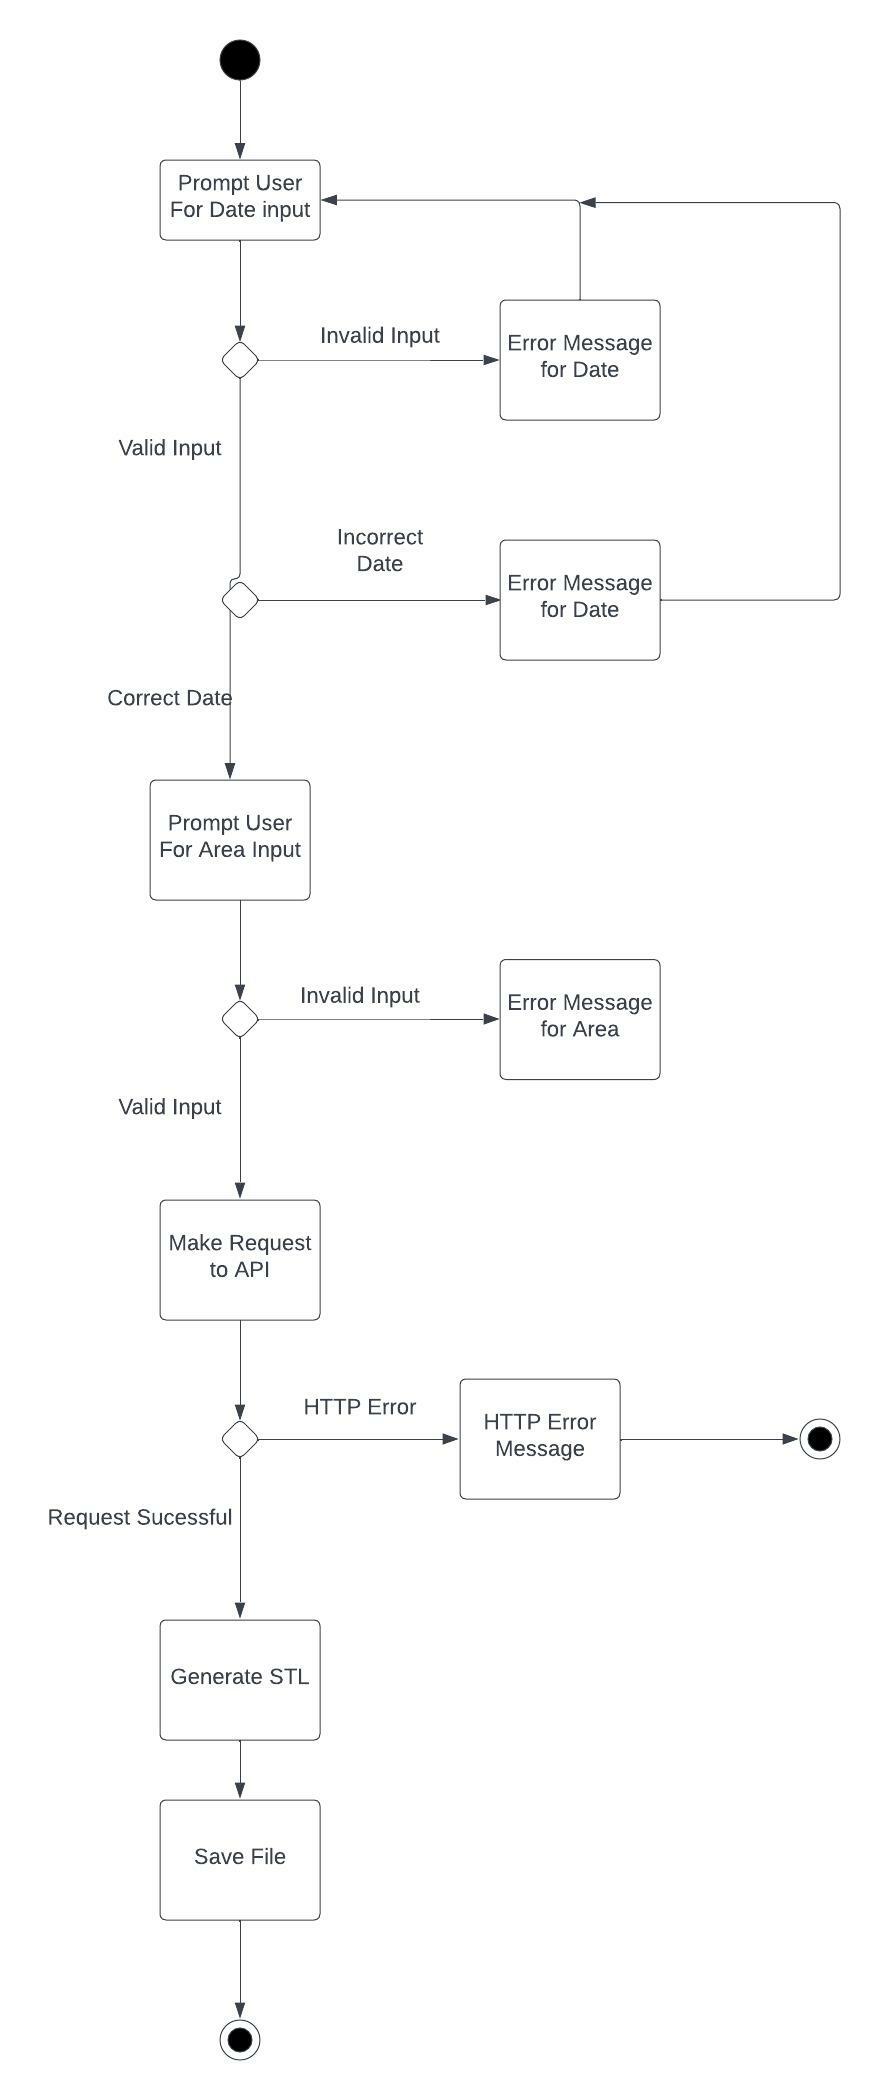 Prompt User
For Date input
Invalid Input
Error Message
for Date
Valid Input
Incorrect
Date
Error Message
for Date
Correct Date
Prompt User
For Area Input
Invalid Input
Error Message
for Area
Valid Input
Make Request
to API
HTTP Error
HTTP Error
Message
Request Sucessful
Generate STL
Save File